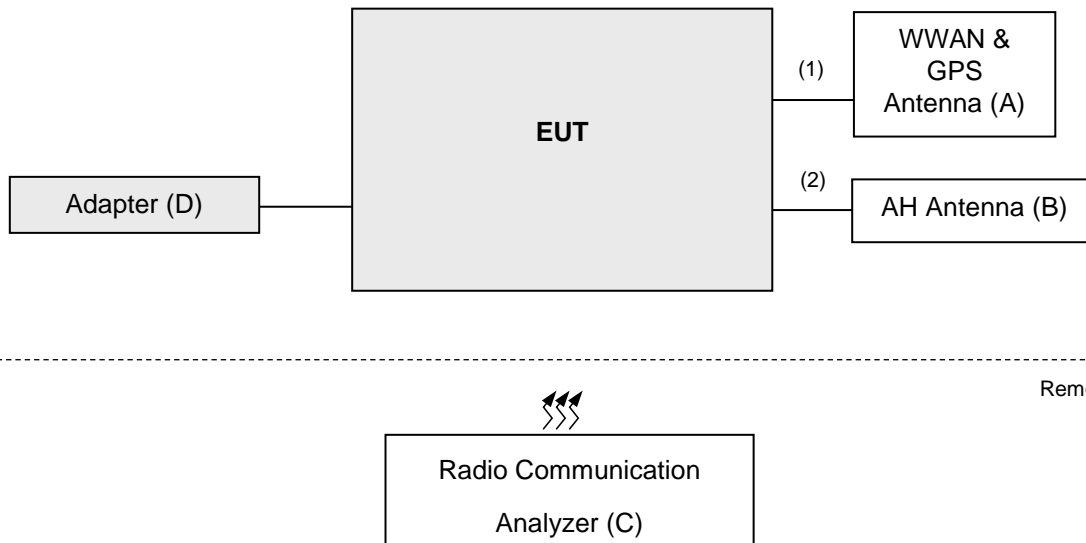 WWAN &
GPS
Antenna (A)
(1)
EUT
(2)
Adapter (D)
AH Antenna (B)
Radio Communication
Analyzer (C)